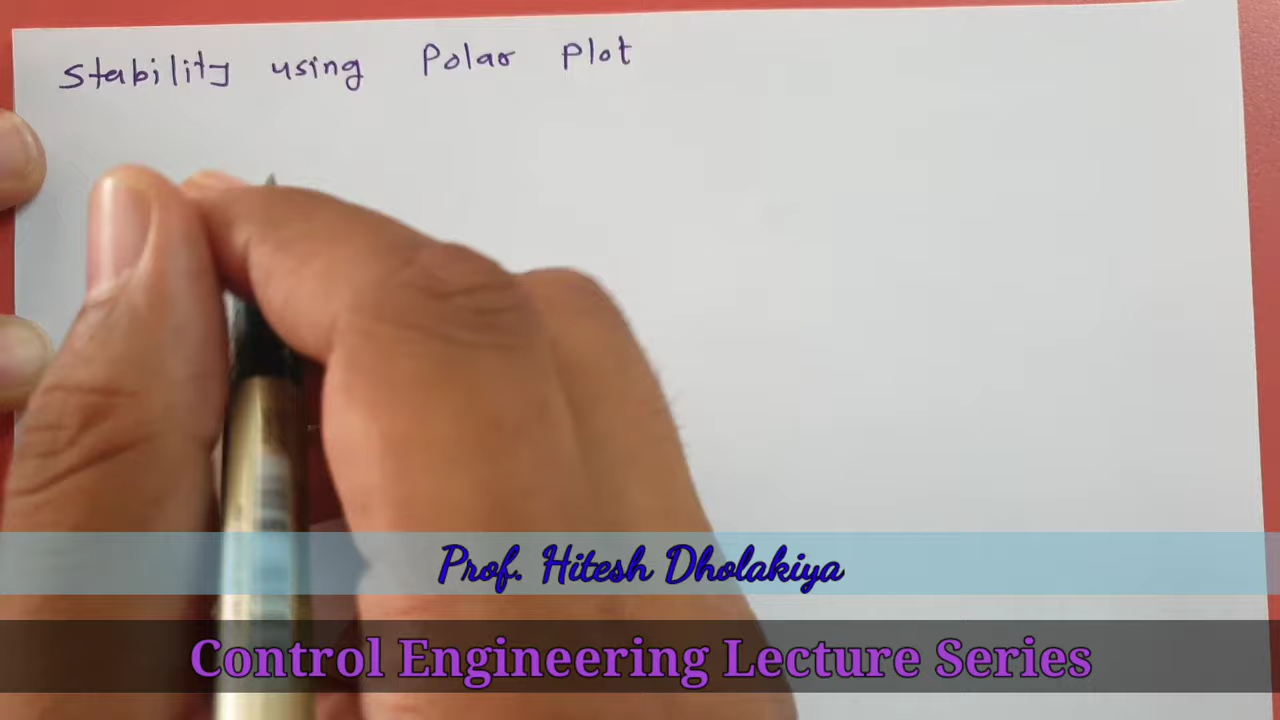 Stability using Polar Plot
Prof. Hitesh Dholakiya
Control Engineering Lecture Series